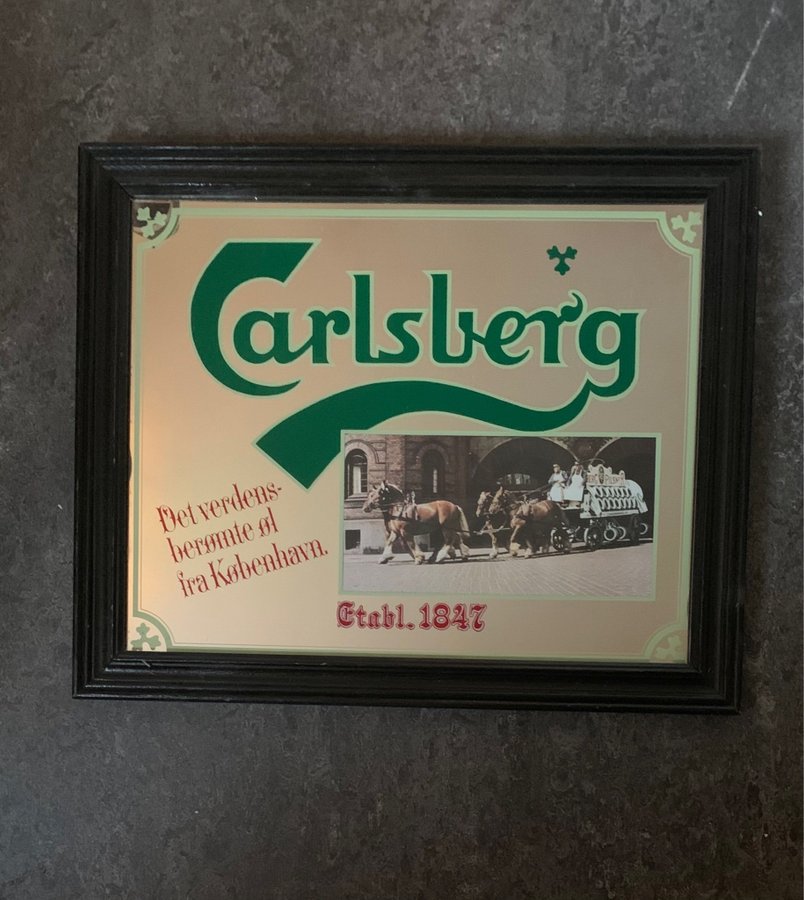 Carlsberg
Det verdens-
berømte øl
fra København.
Etabl. 1847